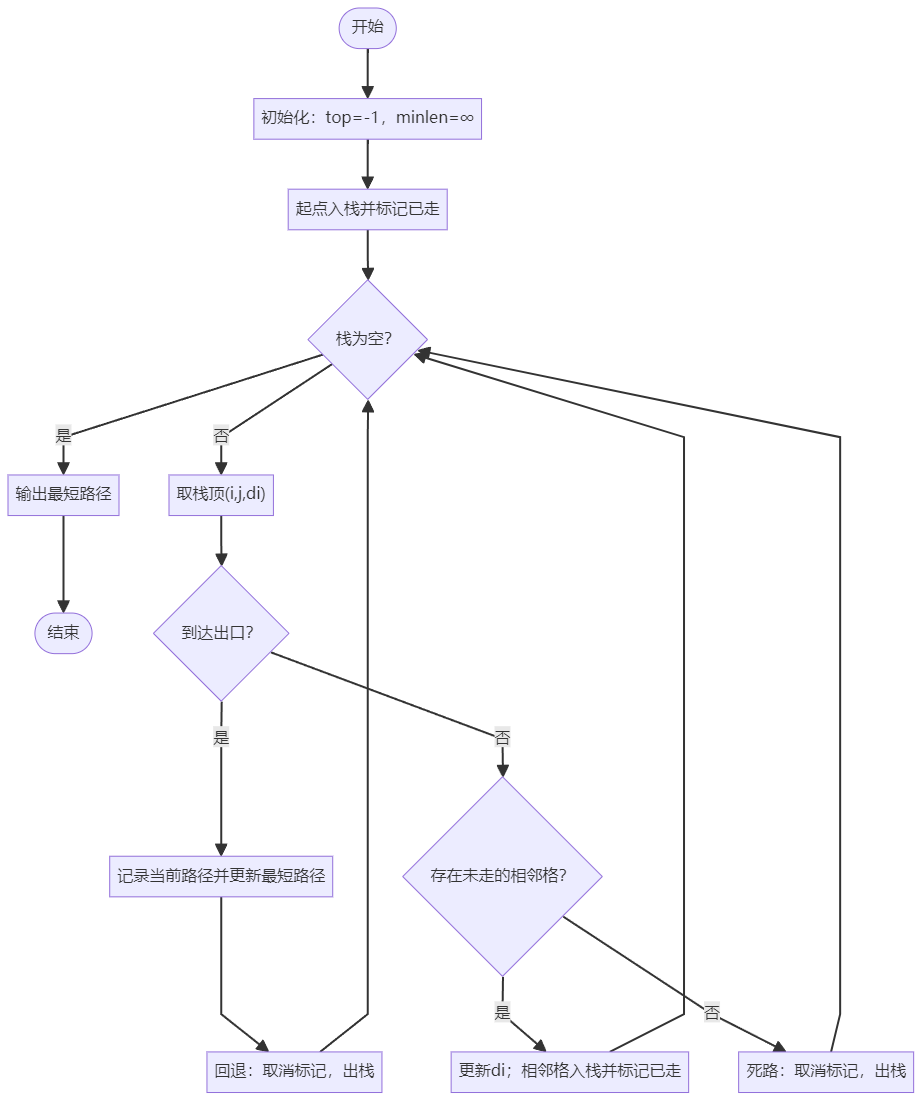 开始
初始化：top=-1，minlen=∞
起点入栈并标记已走
栈为空？
是
否
输出最短路径
取栈顶(i,j,di)
结束
到达出口？
是
否
记录当前路径并更新最短路径
存在未走的相邻格？
是
否
回退：取消标记，出栈
更新di；相邻格入栈并标记已走
死路：取消标记，出栈